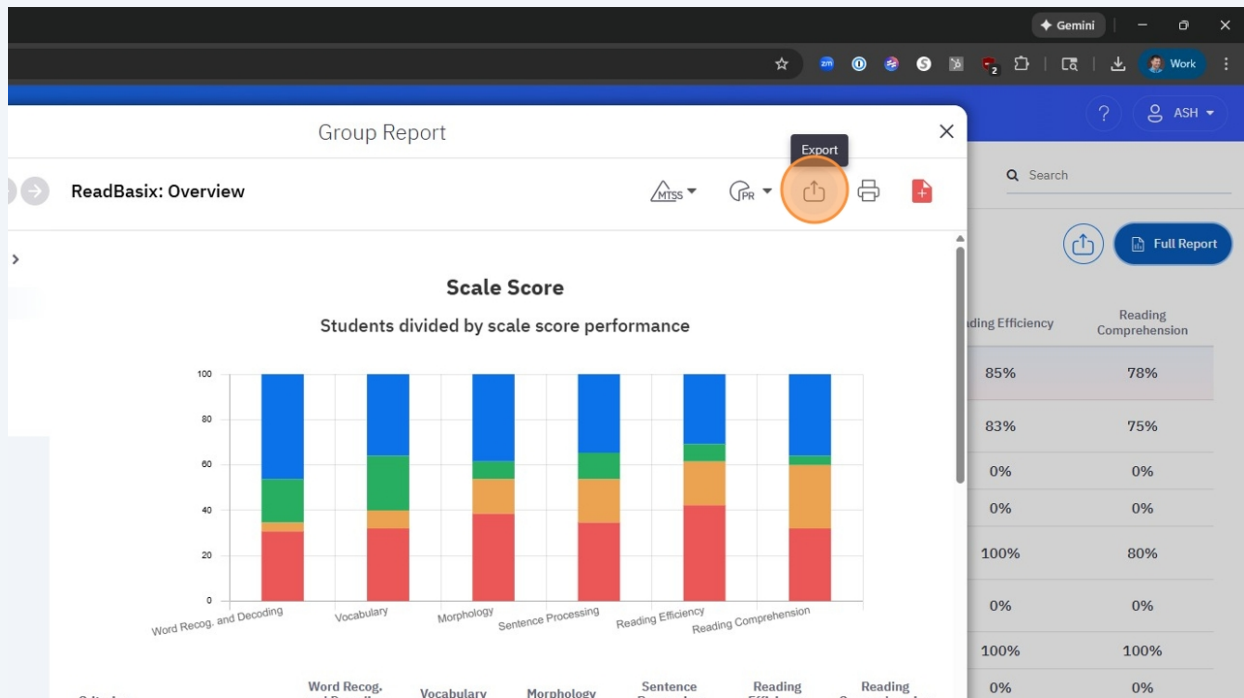 Gemini
zm
S
2
Work
ASH
Group Report
Export
Search
ReadBasix: Overview
MTSS
PR
Full Report
Scale Score
Students divided by scale score performance
100
80
60
40
20
0
Word Recog. and Decoding
Vocabulary
Morphology
Sentence Processing
Reading Efficiency
Reading Comprehension
Word Recog.
Vocabulary
Morphology
Sentence
Reading
Reading
ding Efficiency
Reading
Comprehension
85% 78%
83% 75%
0% 0%
0% 0%
100% 80%
0% 0%
100% 100%
0% 0%